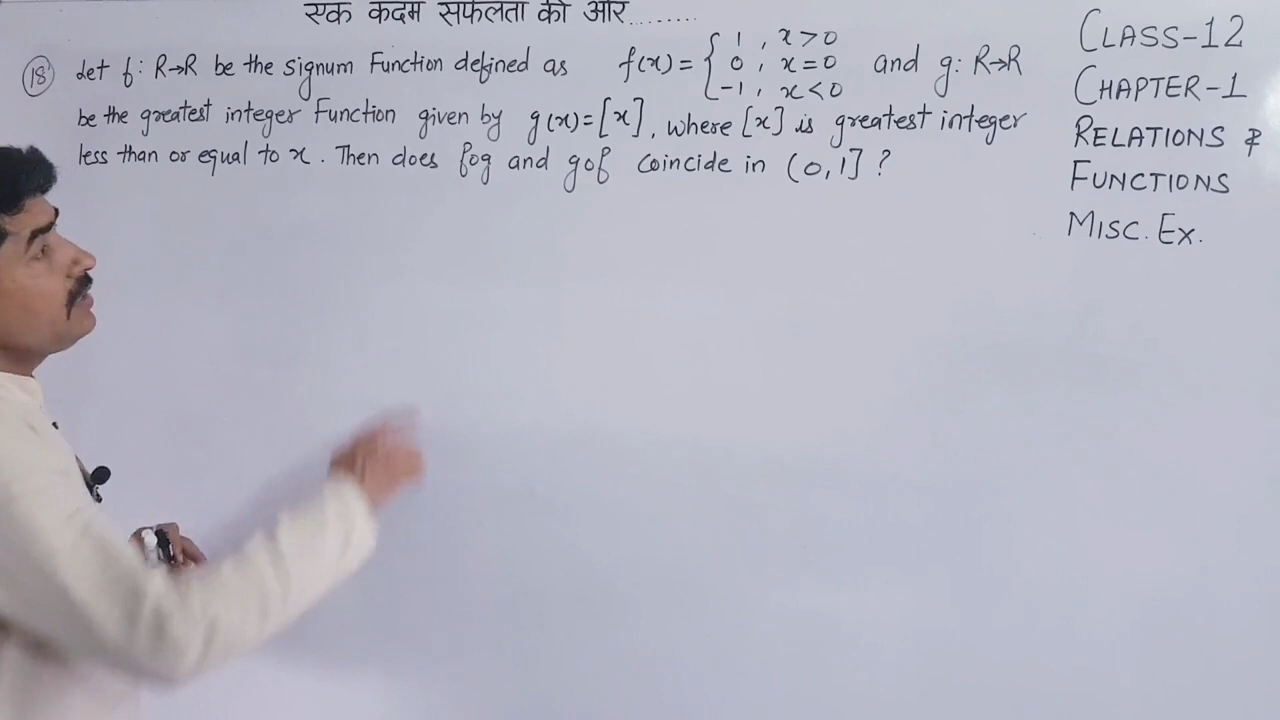 एक कदम सफलता की ओर........
(18) Let f: R→R be the signum Function defined as f(x) = { 1 , x>0
0 , x=0
-1 , x<0 and g: R→R
be the greatest integer Function given by g(x)=[x], where [x] is greatest integer
less than or equal to x. Then does fog and gof coincide in (0,1] ?
CLASS-12
CHAPTER-1
RELATIONS &
FUNCTIONS
MISC. EX.